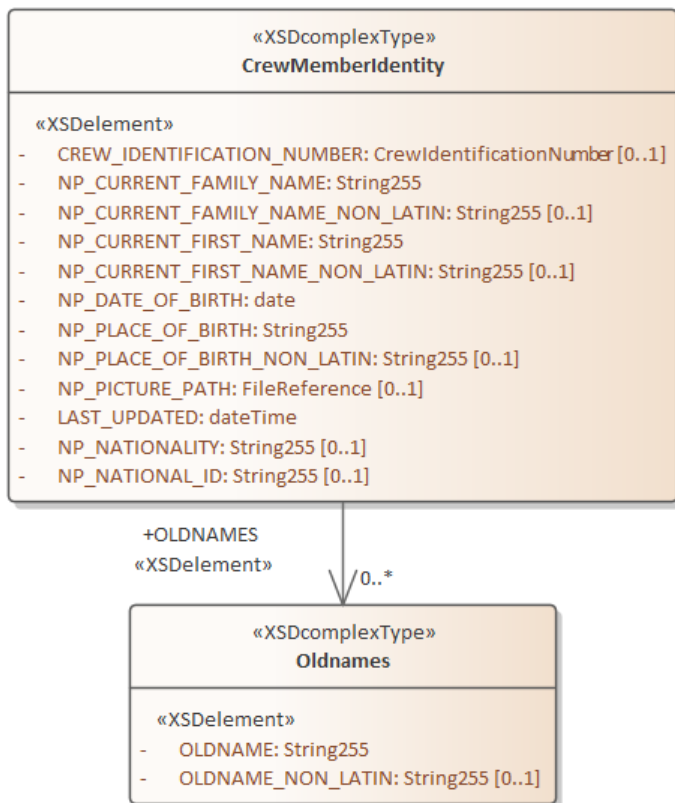 «XSDcomplexType»
CrewMemberIdentity
«XSDelement»
- CREW_IDENTIFICATION_NUMBER: CrewIdentificationNumber [0..1]
- NP_CURRENT_FAMILY_NAME: String255
- NP_CURRENT_FAMILY_NAME_NON_LATIN: String255 [0..1]
- NP_CURRENT_FIRST_NAME: String255
- NP_CURRENT_FIRST_NAME_NON_LATIN: String255 [0..1]
- NP_DATE_OF_BIRTH: date
- NP_PLACE_OF_BIRTH: String255
- NP_PLACE_OF_BIRTH_NON_LATIN: String255 [0..1]
- NP_PICTURE_PATH: FileReference [0..1]
- LAST_UPDATED: dateTime
- NP_NATIONALITY: String255 [0..1]
- NP_NATIONAL_ID: String255 [0..1]
+OLDNAMES
«XSDelement»
0..*
«XSDcomplexType»
Oldnames
«XSDelement»
- OLDNAME: String255
- OLDNAME_NON_LATIN: String255 [0..1]